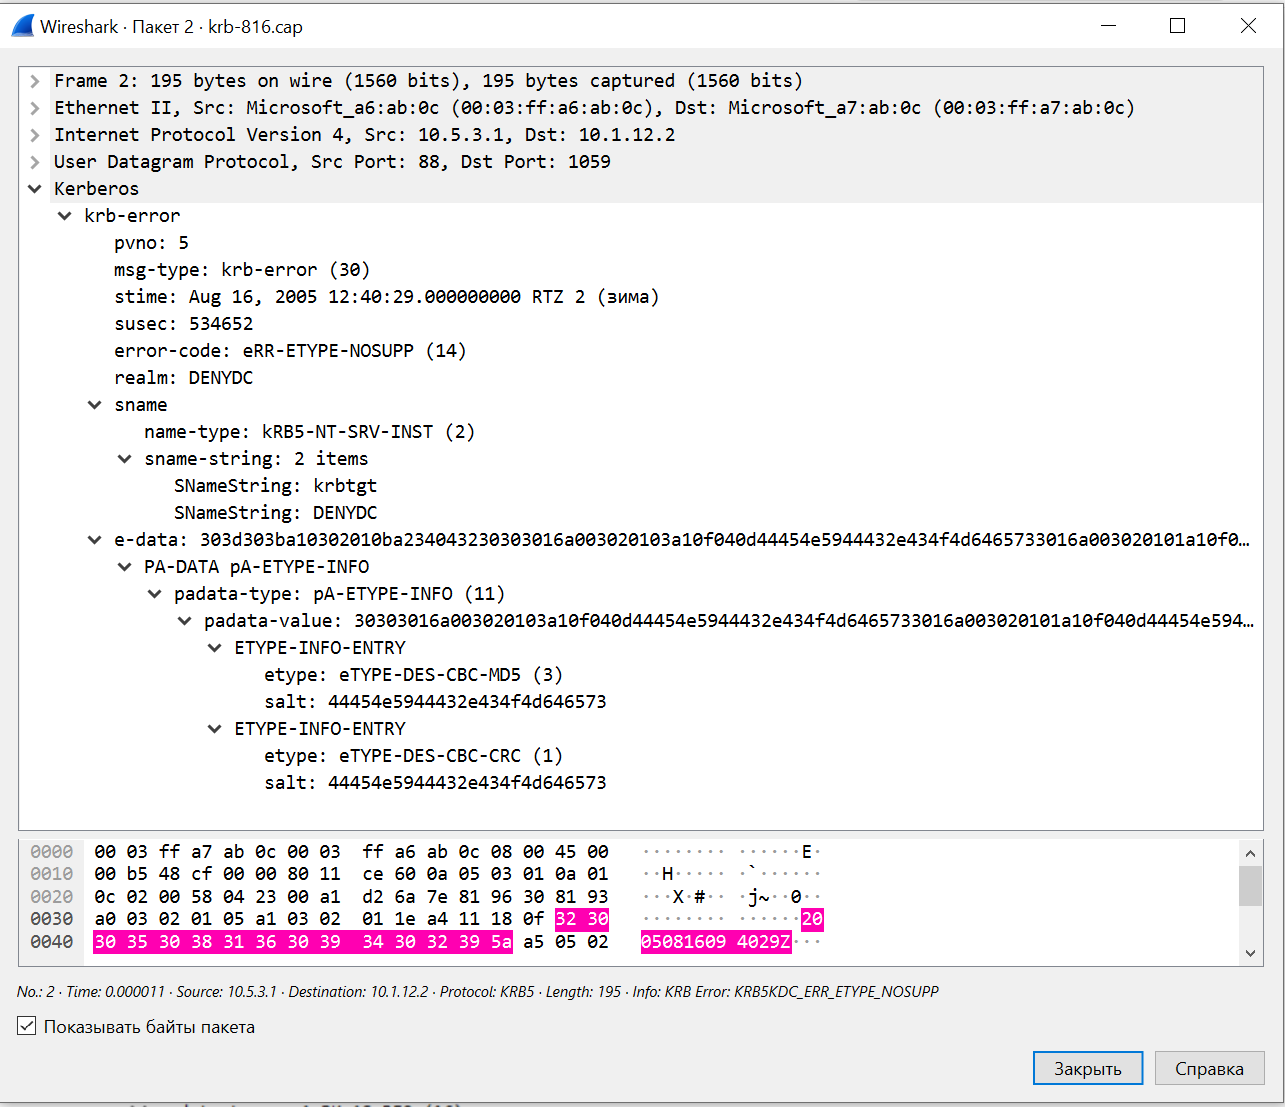 Wireshark · Пакет 2 · krb-816.cap
Frame 2: 195 bytes on wire (1560 bits), 195 bytes captured (1560 bits)
Ethernet II, Src: Microsoft_a6:ab:0c (00:03:ff:a6:ab:0c), Dst: Microsoft_a7:ab:0c (00:03:ff:a7:ab:0c)
Internet Protocol Version 4, Src: 10.5.3.1, Dst: 10.1.12.2
User Datagram Protocol, Src Port: 88, Dst Port: 1059
Kerberos
krb-error
pvno: 5
msg-type: krb-error (30)
stime: Aug 16, 2005 12:40:29.000000000 RTZ 2 (зима)
susec: 534652
error-code: eRR-ETYPE-NOSUPP (14)
realm: DENYDC
sname
name-type: kRB5-NT-SRV-INST (2)
sname-string: 2 items
SNameString: krbtgt
SNameString: DENYDC
e-data: 303d303ba10302010ba234043230303016a003020103a10f040d44454e5944432e434f4d6465733016a003020101a10f0…
PA-DATA pA-ETYPE-INFO
padata-type: pA-ETYPE-INFO (11)
padata-value: 30303016a003020103a10f040d44454e5944432e434f4d6465733016a003020101a10f040d44454e594…
ETYPE-INFO-ENTRY
etype: eTYPE-DES-CBC-MD5 (3)
salt: 44454e5944432e434f4d646573
ETYPE-INFO-ENTRY
etype: eTYPE-DES-CBC-CRC (1)
salt: 44454e5944432e434f4d646573
0000 00 03 ff a7 ab 0c 00 03 ff a6 ab 0c 08 00 45 00 ········ ······E·
0010 00 b5 48 cf 00 00 80 11 ce 60 0a 05 03 01 0a 01 ··H····· ·`······
0020 0c 02 00 58 04 23 00 a1 d2 6a 7e 81 96 30 81 93 ···X·#·· ·j~··0··
0030 a0 03 02 01 05 a1 03 02 01 1e a4 11 18 0f 32 30 ········ ······20
0040 30 35 30 38 31 36 30 39 34 30 32 39 5a a5 05 02 05081609 4029Z···
No.: 2 · Time: 0.000011 · Source: 10.5.3.1 · Destination: 10.1.12.2 · Protocol: KRB5 · Length: 195 · Info: KRB Error: KRB5KDC_ERR_ETYPE_NOSUPP
Показывать байты пакета
Закрыть Справка